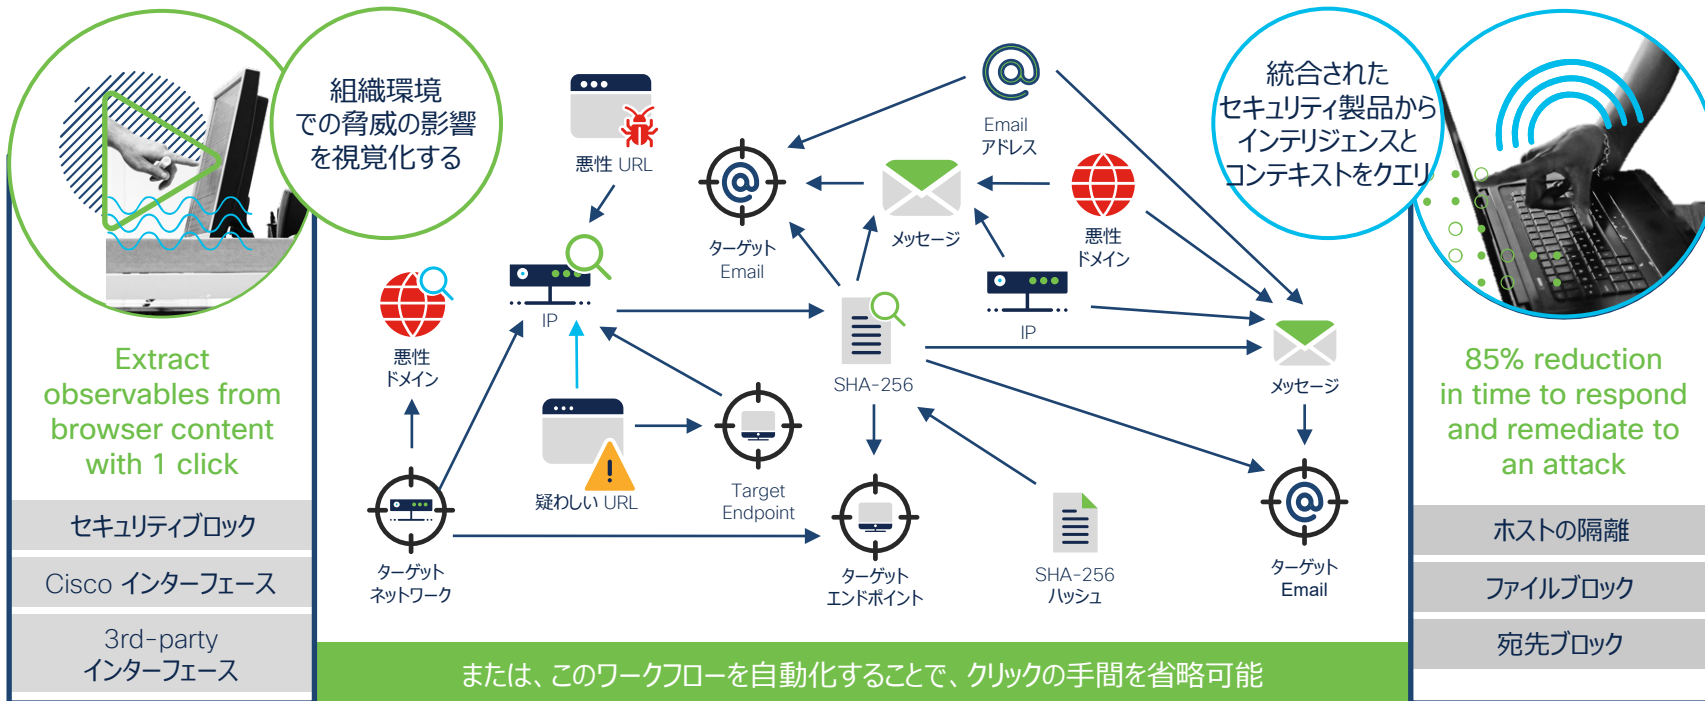 組織環境
での脅威の影響
を視覚化する
Extract
observables from
browser content
with 1 click
セキュリティブロック
Cisco インターフェース
3rd-party
インターフェース
悪性 URL
Email
アドレス
ターゲット
Email
メッセージ
悪性
ドメイン
IP
悪性
ドメイン
IP
SHA-256
メッセージ
疑わしい URL
Target
Endpoint
ターゲット
ネットワーク
ターゲット
エンドポイント
SHA-256
ハッシュ
ターゲット
Email
または、このワークフローを自動化することで、クリックの手間を省略可能
統合された
セキュリティ製品から
インテリジェンスと
コンテキストをクエリ
85% reduction
in time to respond
and remediate to
an attack
ホストの隔離
ファイルブロック
宛先ブロック